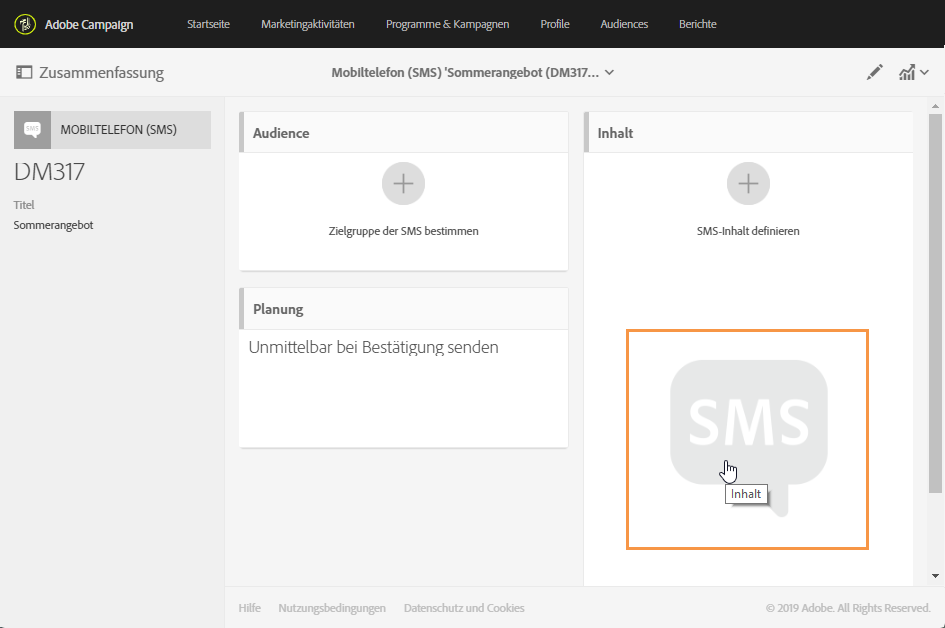 Adobe Campaign
Startseite Marketingaktivitäten Programme & Kampagnen Profile Audiences Berichte
Zusammenfassung
Mobiltelefon (SMS) 'Sommerangebot (DM317...
SMS MOBILTELEFON (SMS)
DM317
Titel
Sommerangebot
Audience
Zielgruppe der SMS bestimmen
Planung
Unmittelbar bei Bestätigung senden
Inhalt
SMS-Inhalt definieren
SMS
Inhalt
Hilfe Nutzungsbedingungen Datenschutz und Cookies © 2019 Adobe. All Rights Reserved.